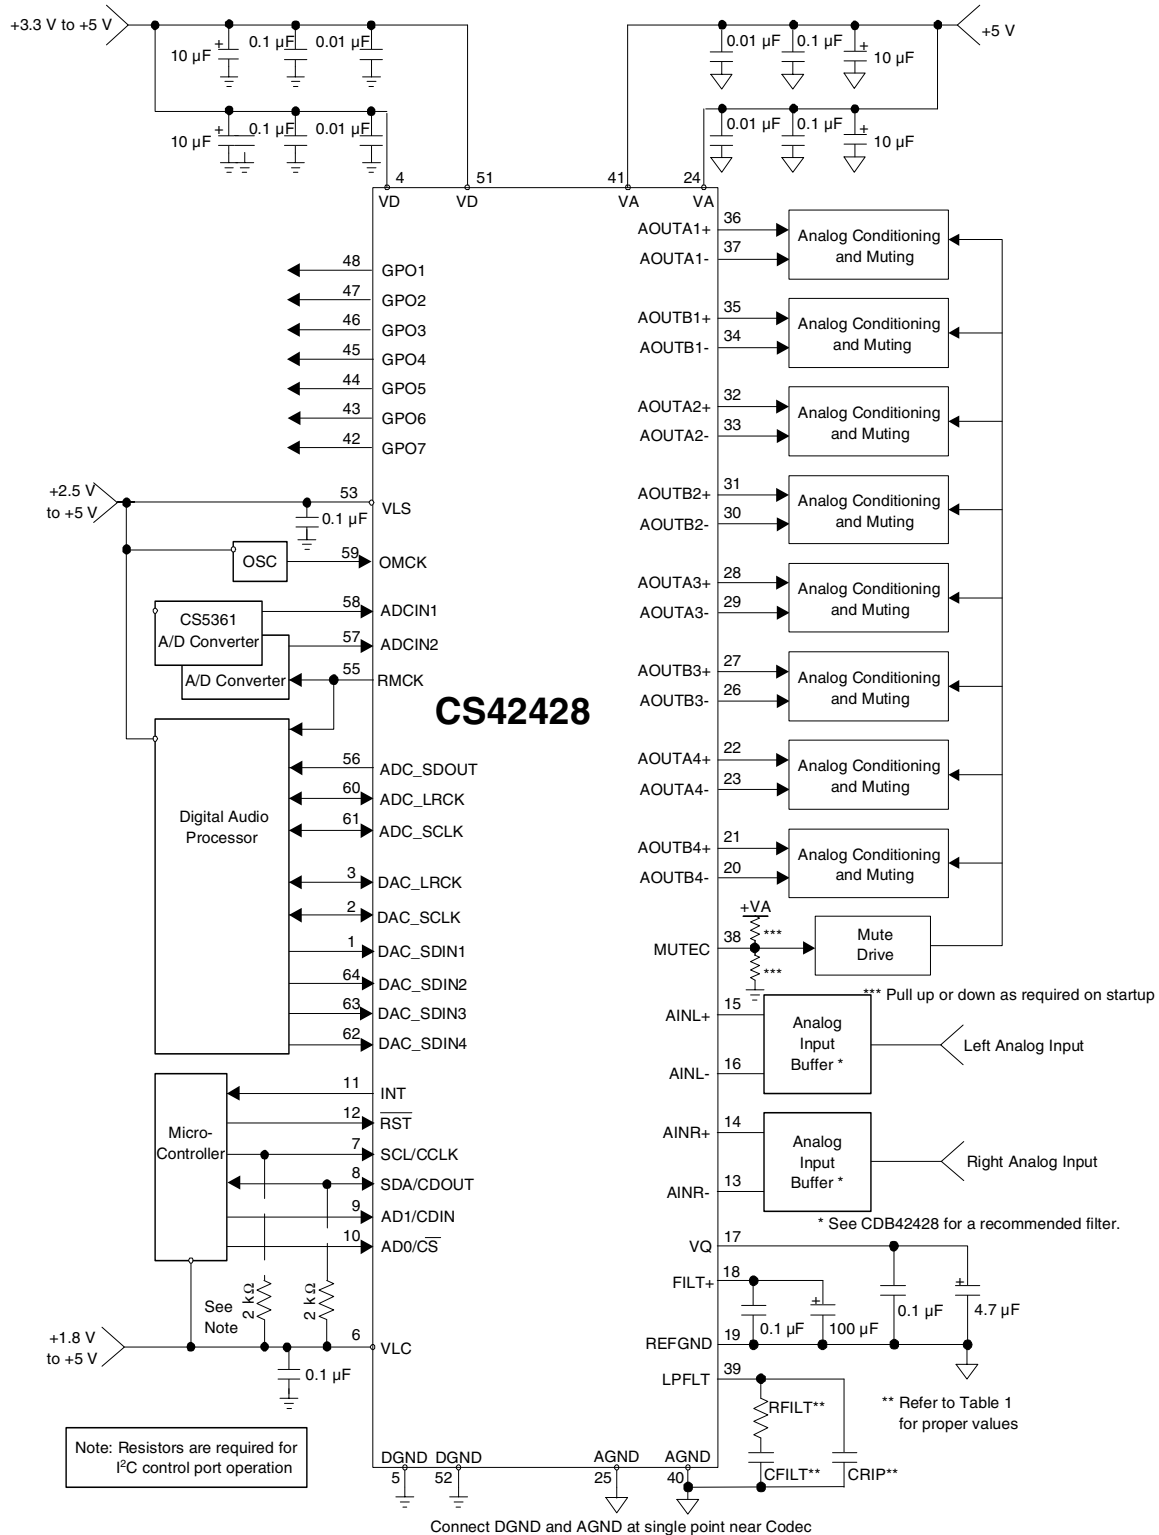 +3.3 V to +5 V
10 µF
+
0.1 µF
0.01 µF
10 µF
+
0.1 µF
0.01 µF
0.01 µF
0.1 µF
+
10 µF
+5 V
0.01 µF
0.1 µF
+
10 µF
4
51
41
24
VD
VD
VA
VA
48
GPO1
47
GPO2
46
GPO3
45
GPO4
44
GPO5
43
GPO6
42
GPO7
+2.5 V
to +5 V
53
VLS
0.1 µF
OSC
59
OMCK
CS5361
A/D Converter
58
ADCIN1
57
ADCIN2
A/D Converter
55
RMCK
CS42428
Digital Audio
Processor
56
ADC_SDOUT
60
ADC_LRCK
61
ADC_SCLK
3
DAC_LRCK
2
DAC_SCLK
1
DAC_SDIN1
64
DAC_SDIN2
63
DAC_SDIN3
62
DAC_SDIN4
Micro-
Controller
11
INT
12
RST
7
SCL/CCLK
8
SDA/CDOUT
9
AD1/CDIN
10
AD0/CS
See
Note
2 kΩ
2 kΩ
+1.8 V
to +5 V
6
VLC
0.1 µF
Note: Resistors are required for
I²C control port operation
AOUTA1+
36
AOUTA1-
37
Analog Conditioning
and Muting
AOUTB1+
35
AOUTB1-
34
Analog Conditioning
and Muting
AOUTA2+
32
AOUTA2-
33
Analog Conditioning
and Muting
AOUTB2+
31
AOUTB2-
30
Analog Conditioning
and Muting
AOUTA3+
28
AOUTA3-
29
Analog Conditioning
and Muting
AOUTB3+
27
AOUTB3-
26
Analog Conditioning
and Muting
AOUTA4+
22
AOUTA4-
23
Analog Conditioning
and Muting
AOUTB4+
21
AOUTB4-
20
Analog Conditioning
and Muting
+VA
***
MUTEC
38
***
Mute
Drive
*** Pull up or down as required on startup
AINL+
15
AINL-
16
Analog
Input
Buffer *
Left Analog Input
AINR+
14
AINR-
13
Analog
Input
Buffer *
Right Analog Input
* See CDB42428 for a recommended filter.
VQ
17
FILT+
18
0.1 µF
+
100 µF
0.1 µF
+
4.7 µF
REFGND
19
LPFLT
39
RFILT**
CFILT**
CRIP**
** Refer to Table 1
for proper values
DGND
DGND
AGND
AGND
5
52
25
40
Connect DGND and AGND at single point near Codec